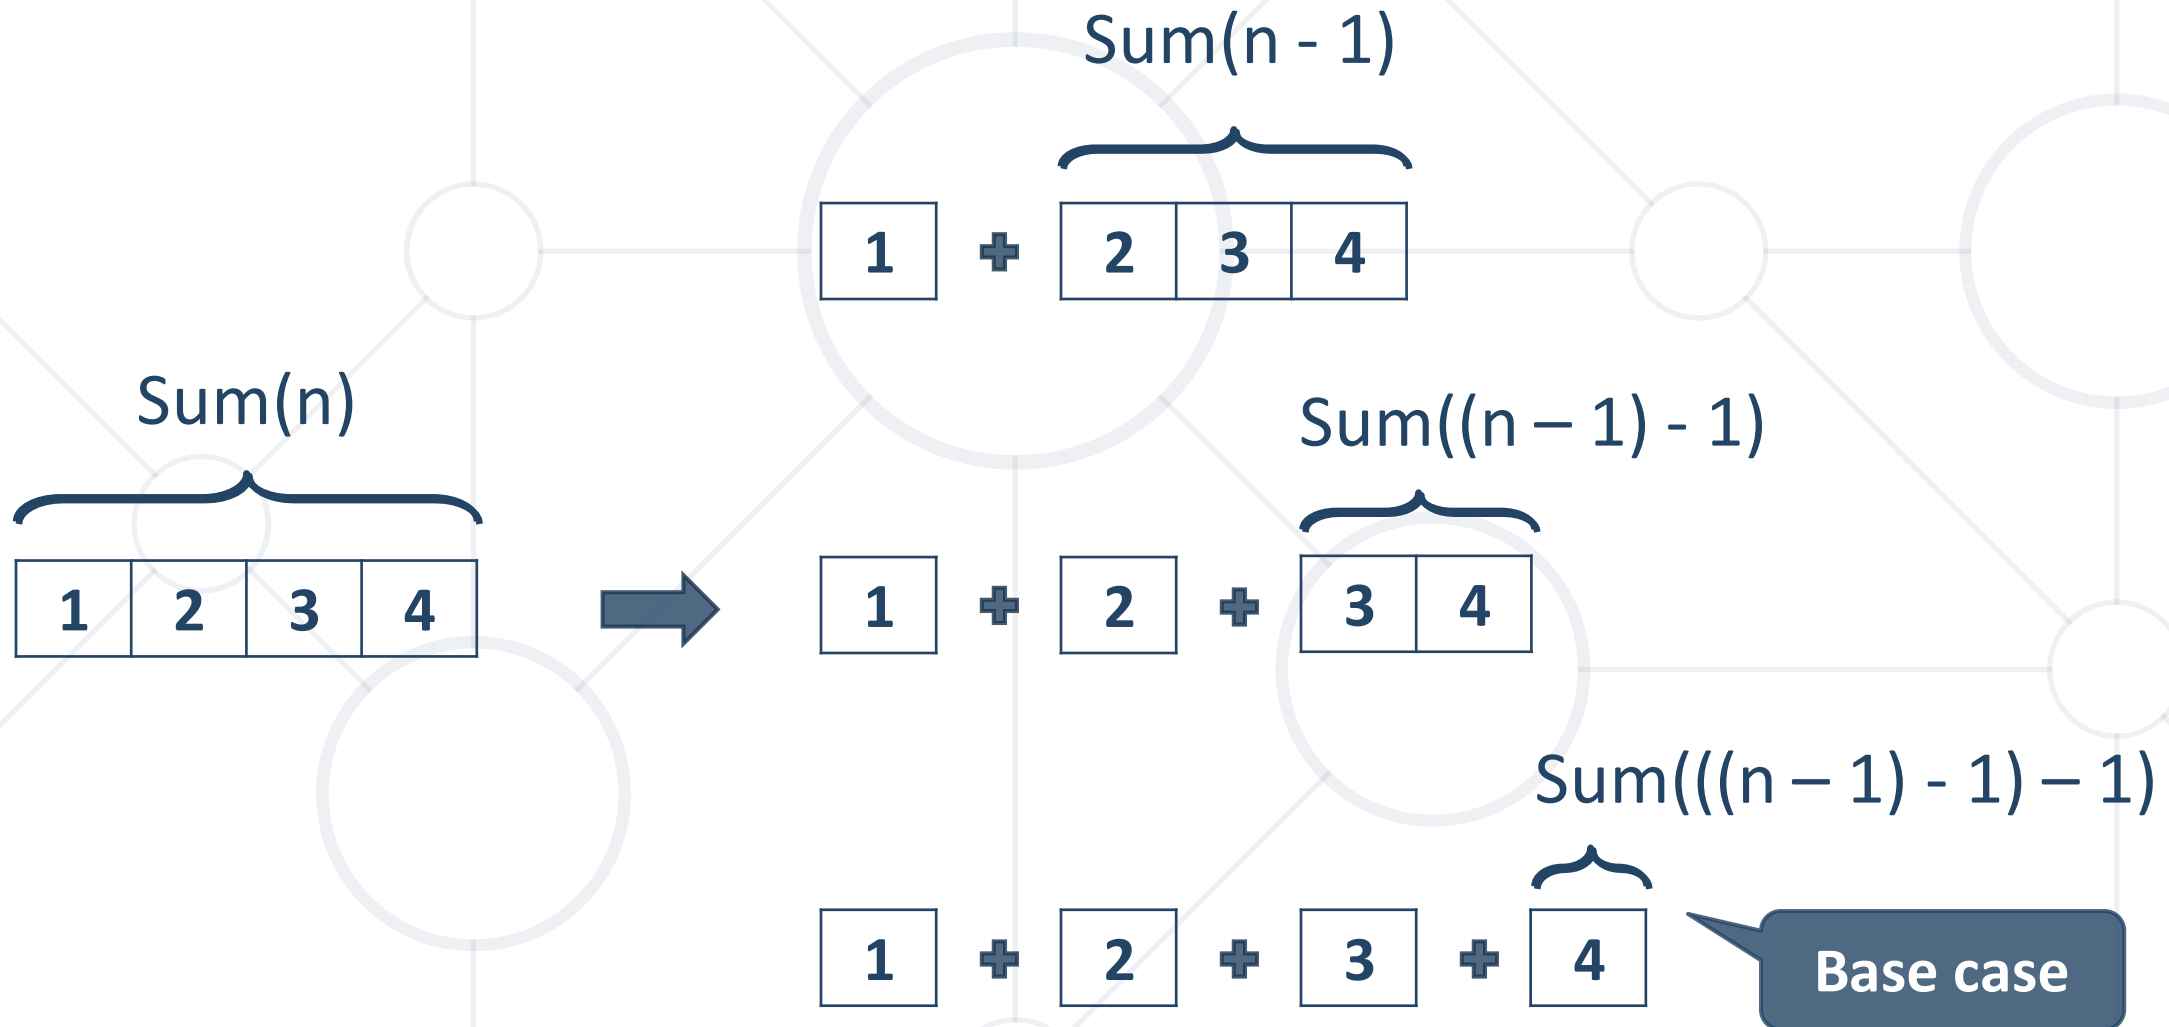 Sum(n - 1)
1 + 2 3 4
Sum(n)
1 2 3 4
Sum((n – 1) - 1)
1 + 2 + 3 4
Sum(((n – 1) - 1) – 1)
1 + 2 + 3 + 4
Base case